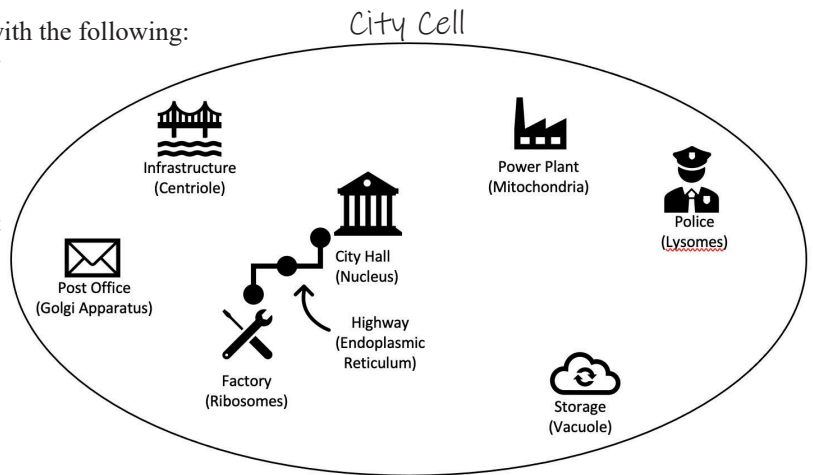 with the following:
City Cell
Infrastructure
(Centriole)
Power Plant
(Mitochondria)
Police
(Lysomes)
City Hall
(Nucleus)
Post Office
(Golgi Apparatus)
Highway
(Endoplasmic
Reticulum)
Factory
(Ribosomes)
Storage
(Vacuole)